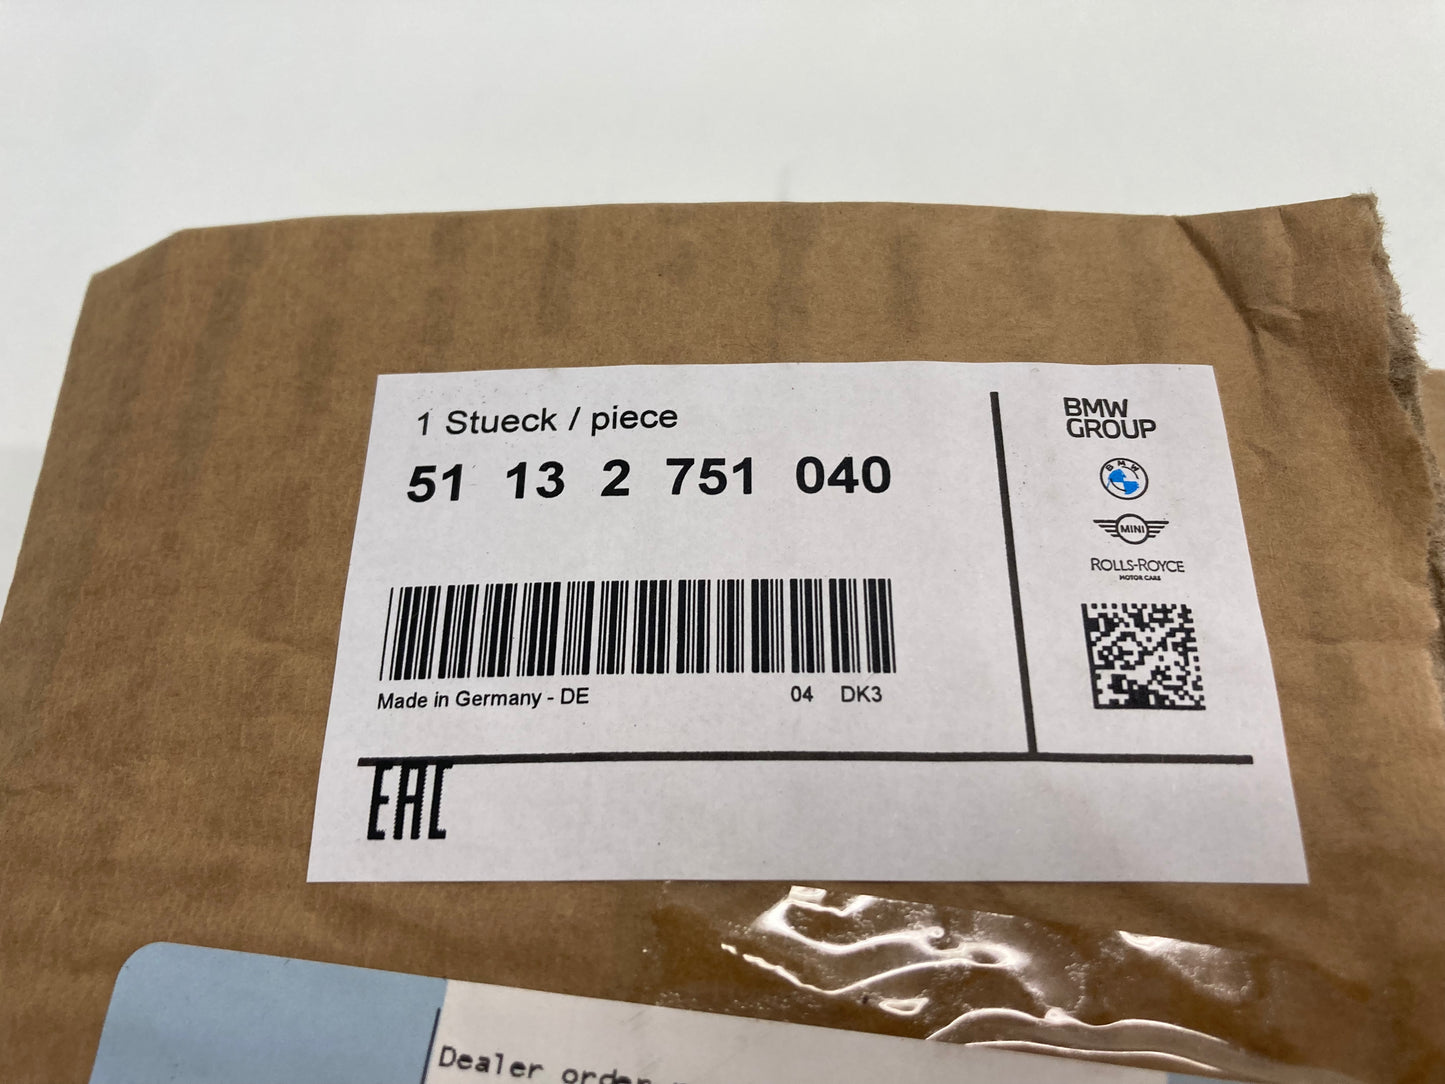 1 Stueck / piece
51 13 2 751 040
Made in Germany - DE 04 DK3
EAC
BMW
GROUP
BMW
MINI
ROLLS-ROYCE
MOTOR CARS
Dealer order